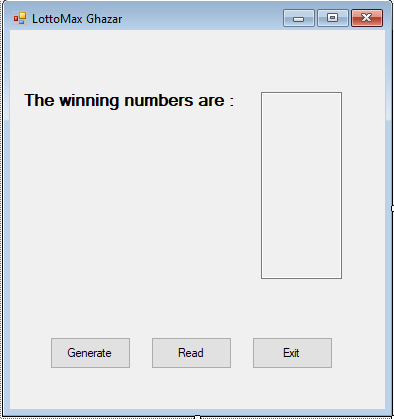 LottoMax Ghazar
The winning numbers are :
Generate Read Exit